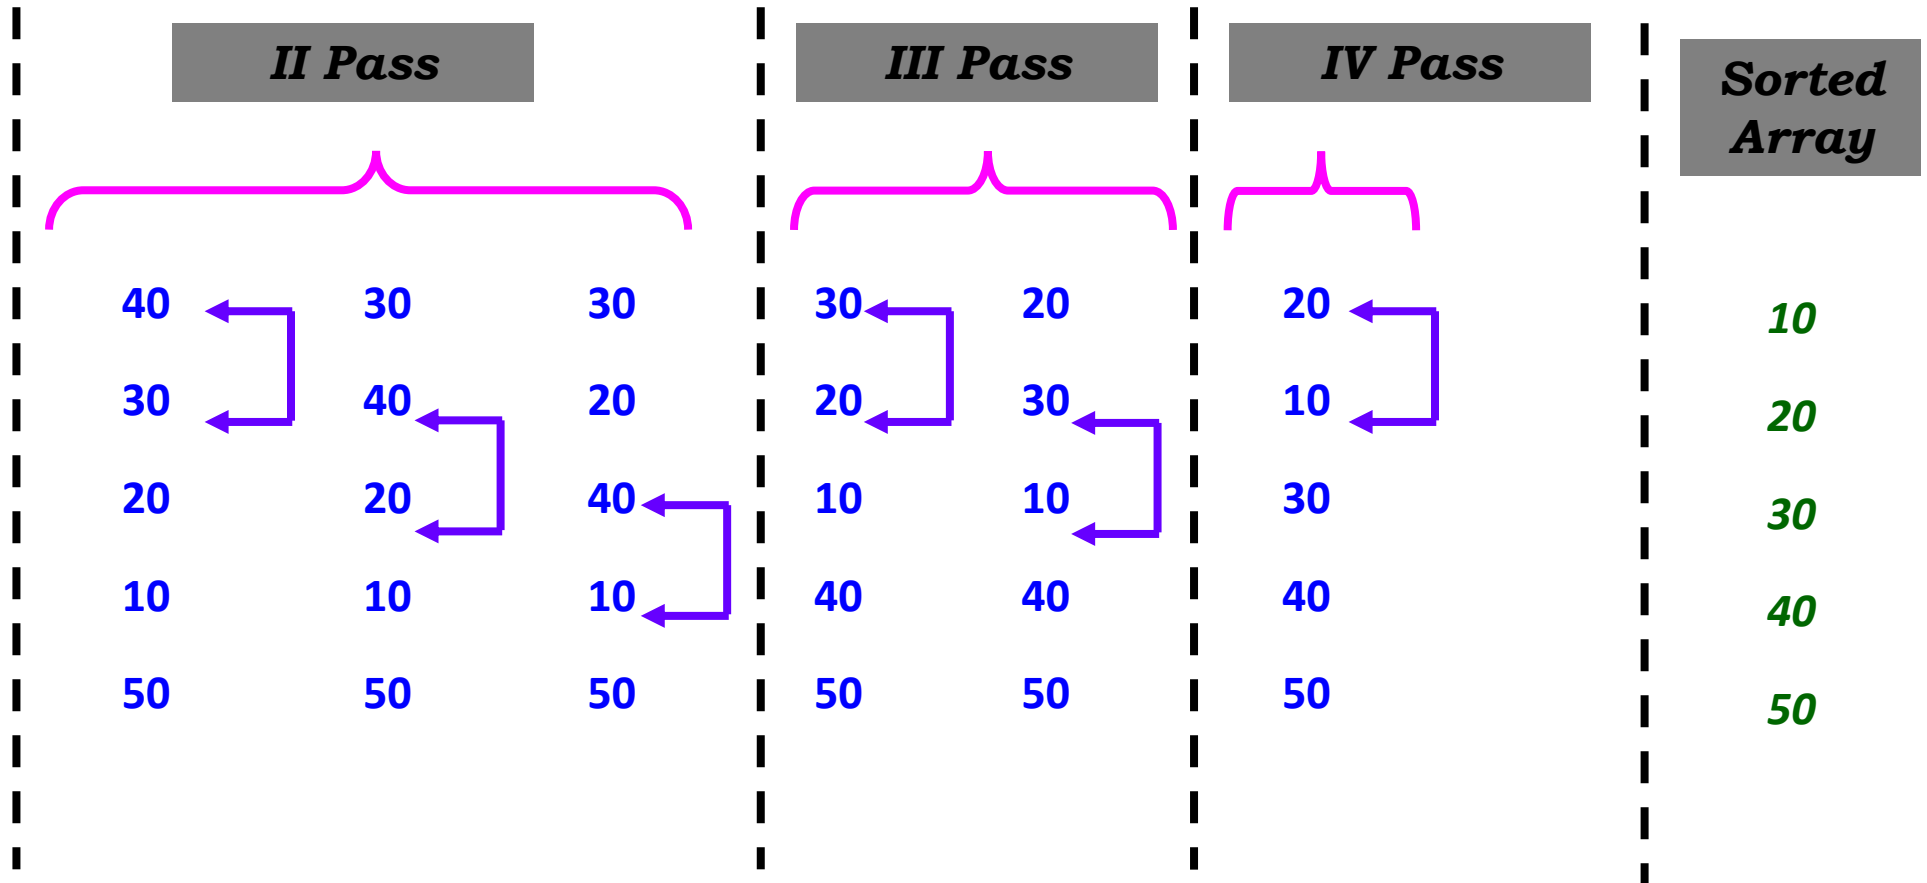 II Pass III Pass IV Pass
Sorted
Array
40 30 30 30 20 20 10
30 40 20 20 30 10 20
20 20 40 10 10 30 30
10 10 10 40 40 40 40
50 50 50 50 50 50 50